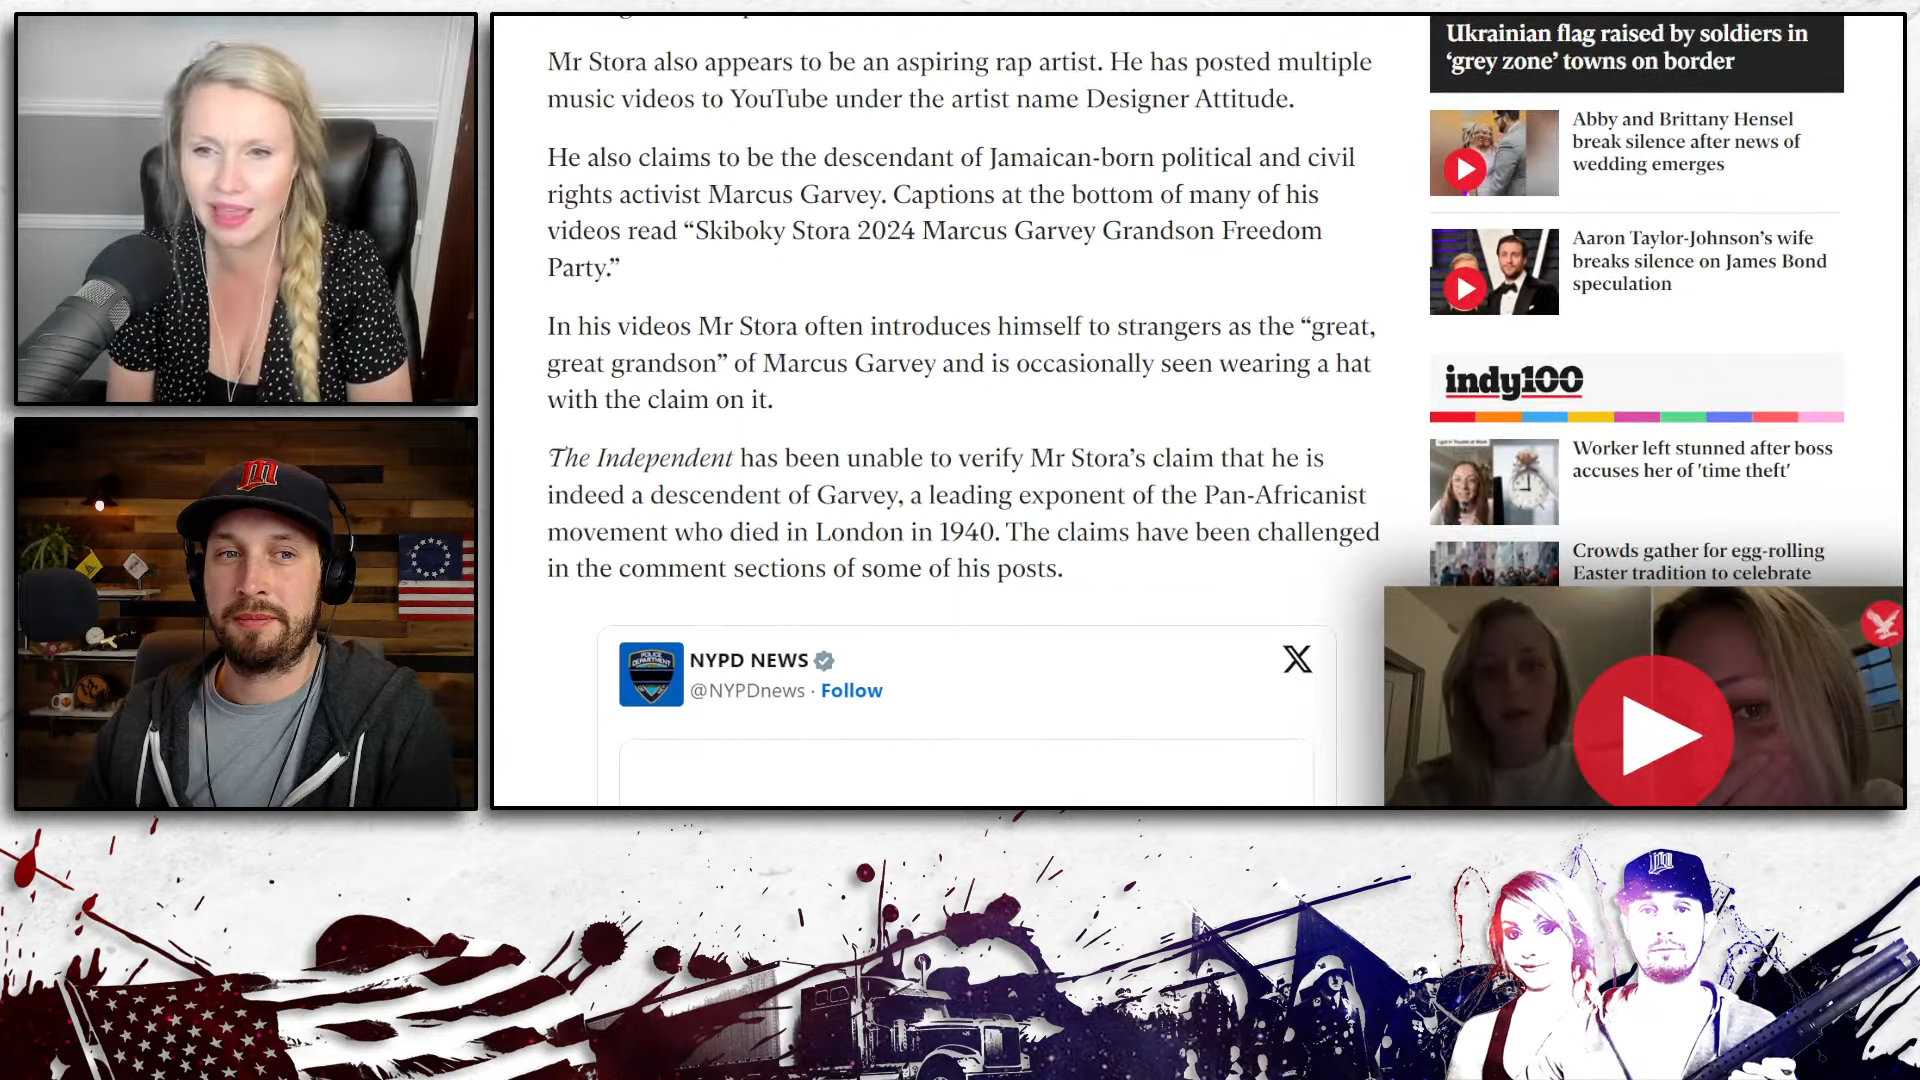 Mr Stora also appears to be an aspiring rap artist. He has posted multiple
music videos to YouTube under the artist name Designer Attitude.
He also claims to be the descendant of Jamaican-born political and civil
rights activist Marcus Garvey. Captions at the bottom of many of his
videos read “Skiboky Stora 2024 Marcus Garvey Grandson Freedom
Party.”
In his videos Mr Stora often introduces himself to strangers as the “great,
great grandson” of Marcus Garvey and is occasionally seen wearing a hat
with the claim on it.
The Independent has been unable to verify Mr Stora’s claim that he is
indeed a descendent of Garvey, a leading exponent of the Pan-Africanist
movement who died in London in 1940. The claims have been challenged
in the comment sections of some of his posts.
NYPD NEWS
@NYPDnews · Follow
POLICE
DEPARTMENT
Ukrainian flag raised by soldiers in
‘grey zone’ towns on border
Abby and Brittany Hensel
break silence after news of
wedding emerges
Aaron Taylor-Johnson’s wife
breaks silence on James Bond
speculation
indy100
Worker left stunned after boss
accuses her of 'time theft'
Crowds gather for egg-rolling
Easter tradition to celebrate